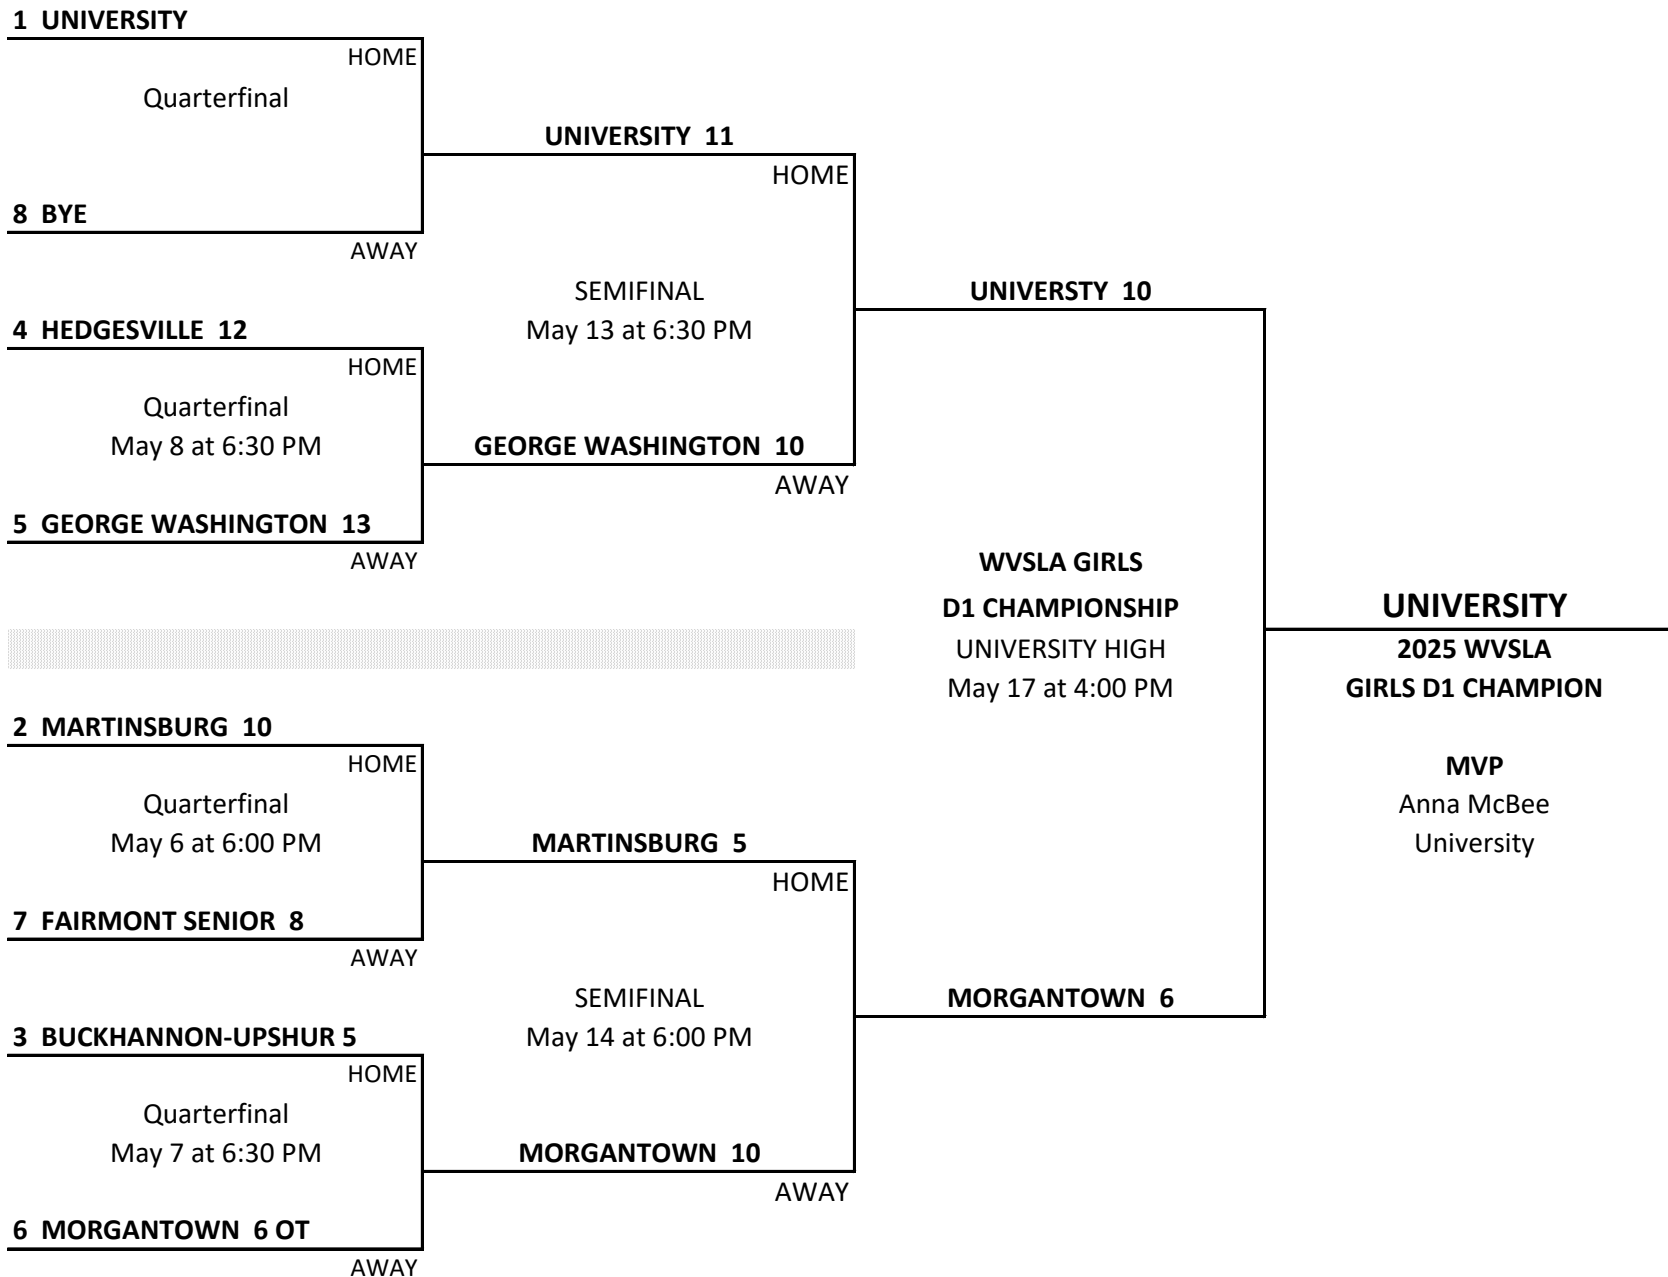 1 UNIVERSITY
HOME
Quarterfinal
8 BYE
AWAY
4 HEDGESVILLE 12
HOME
Quarterfinal
May 8 at 6:30 PM
5 GEORGE WASHINGTON 13
AWAY
2 MARTINSBURG 10
HOME
Quarterfinal
May 6 at 6:00 PM
7 FAIRMONT SENIOR 8
AWAY
3 BUCKHANNON-UPSHUR 5
HOME
Quarterfinal
May 7 at 6:30 PM
6 MORGANTOWN 6 OT
AWAY
UNIVERSITY 11
HOME
SEMIFINAL
May 13 at 6:30 PM
GEORGE WASHINGTON 10
AWAY
MARTINSBURG 5
HOME
SEMIFINAL
May 14 at 6:00 PM
MORGANTOWN 10
AWAY
UNIVERSTY 10
WVSLA GIRLS
D1 CHAMPIONSHIP
UNIVERSITY HIGH
May 17 at 4:00 PM
MORGANTOWN 6
UNIVERSITY
2025 WVSLA
GIRLS D1 CHAMPION
MVP
Anna McBee
University